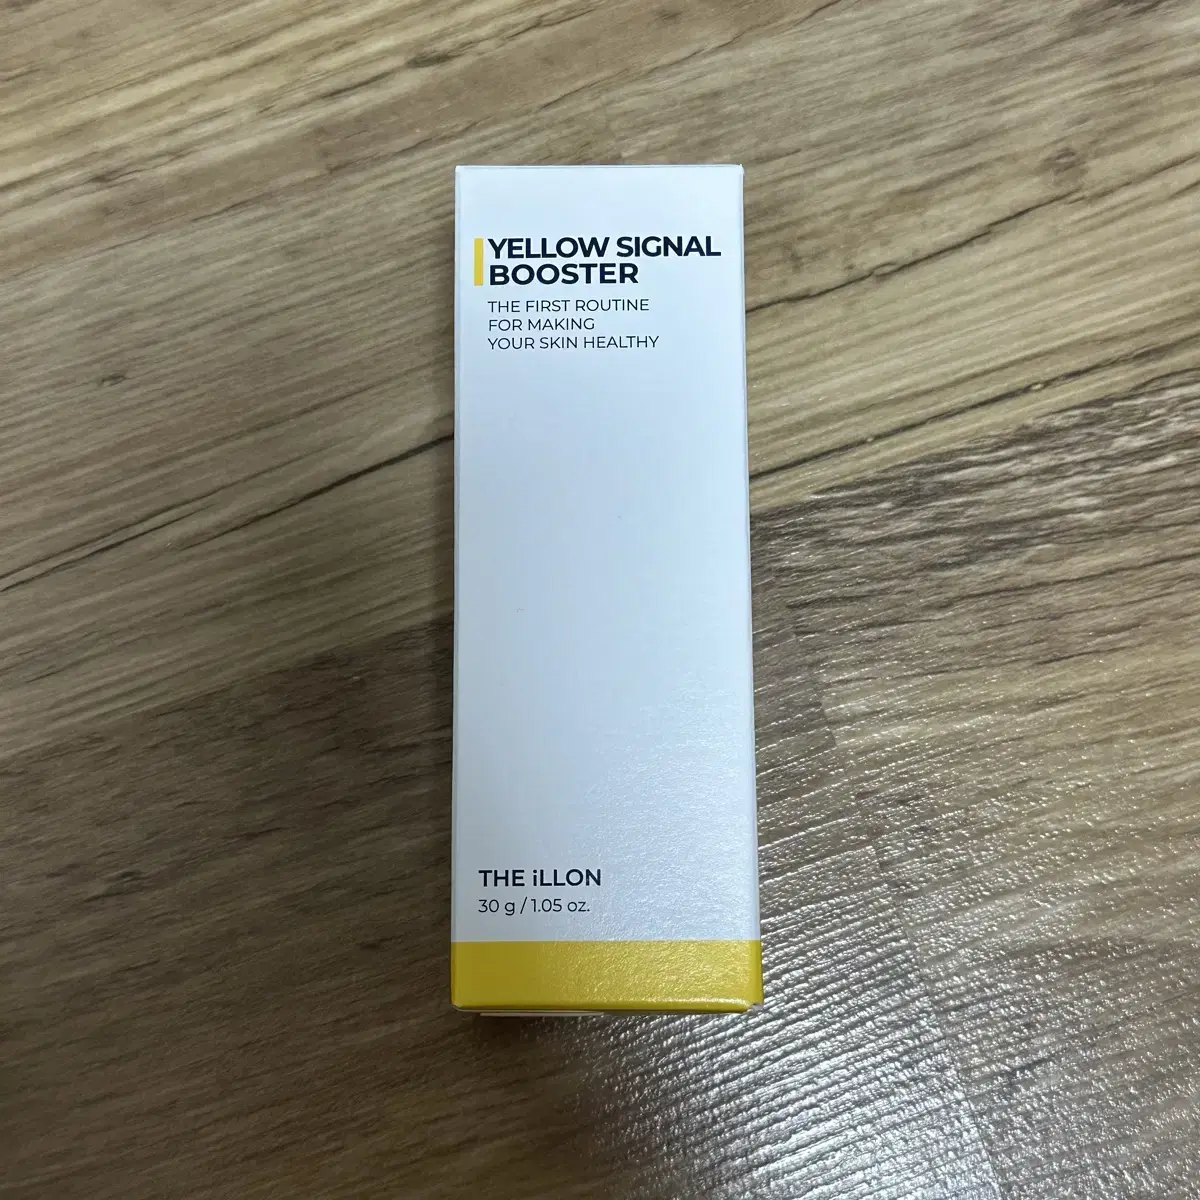 YELLOW SIGNAL
BOOSTER
THE FIRST ROUTINE
FOR MAKING
YOUR SKIN HEALTHY
THE iLLON
30 g / 1.05 oz.